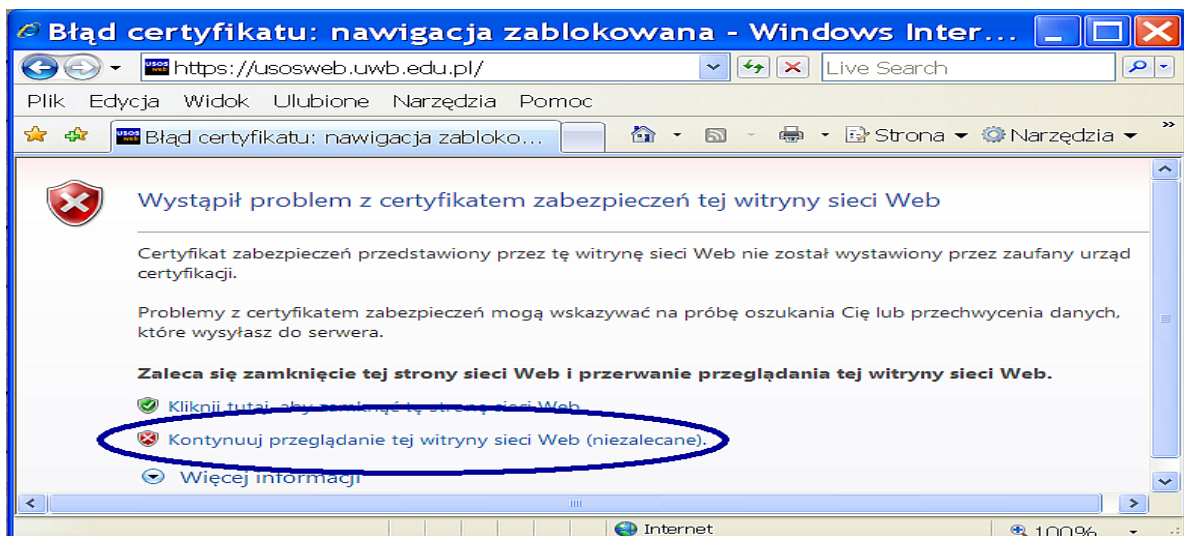 Błąd certyfikatu: nawigacja zablokowana - Windows Inter...
https://usosweb.uwb.edu.pl/ Live Search
Plik Edycja Widok Ulubione Narzędzia Pomoc
USOS web Błąd certyfikatu: nawigacja zabloko... Strona Narzędzia »
Wystąpił problem z certyfikatem zabezpieczeń tej witryny sieci Web
Certyfikat zabezpieczeń przedstawiony przez tę witrynę sieci Web nie został wystawiony przez zaufany urząd
certyfikacji.
Problemy z certyfikatem zabezpieczeń mogą wskazywać na próbę oszukania Cię lub przechwycenia danych,
które wysyłasz do serwera.
Zaleca się zamknięcie tej strony sieci Web i przerwanie przeglądania tej witryny sieci Web.
Kliknij tutaj, aby zamknąć tę stronę sieci Web.
Kontynuuj przeglądanie tej witryny sieci Web (niezalecane).
Więcej informacji
Internet 100%